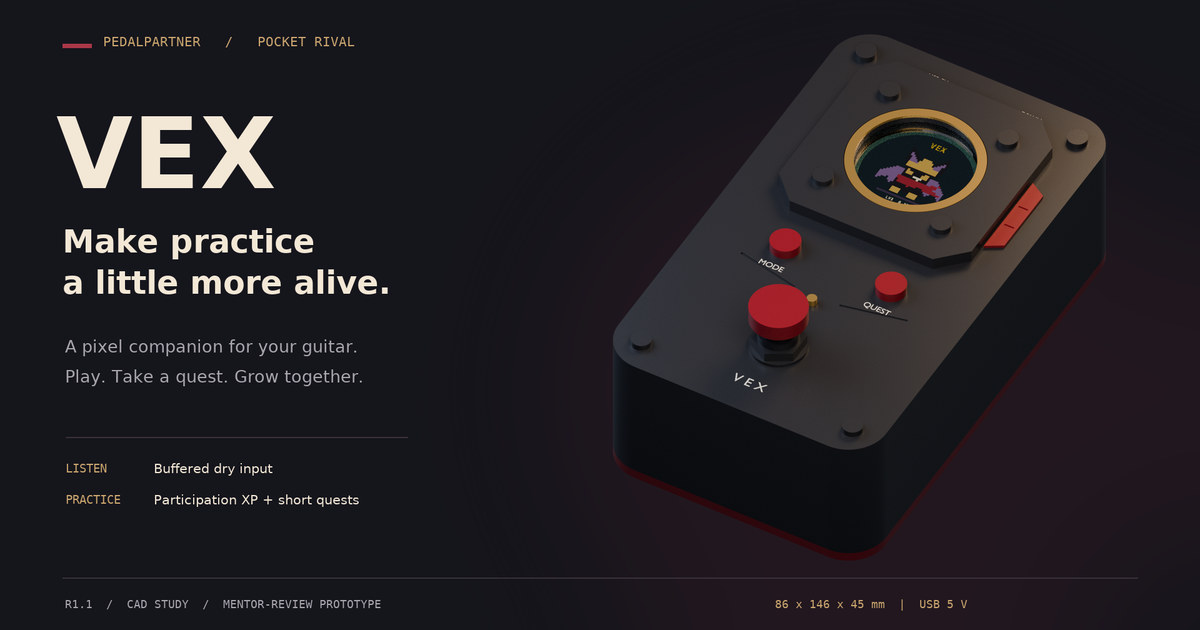 PEDALPARTNER / POCKET RIVAL
VEX
Make practice
a little more alive.
A pixel companion for your guitar.
Play. Take a quest. Grow together.
LISTEN Buffered dry input
PRACTICE Participation XP + short quests
VEX
MODE
QUEST
VEX
R1.1 / CAD STUDY / MENTOR-REVIEW PROTOTYPE
86 x 146 x 45 mm | USB 5 V